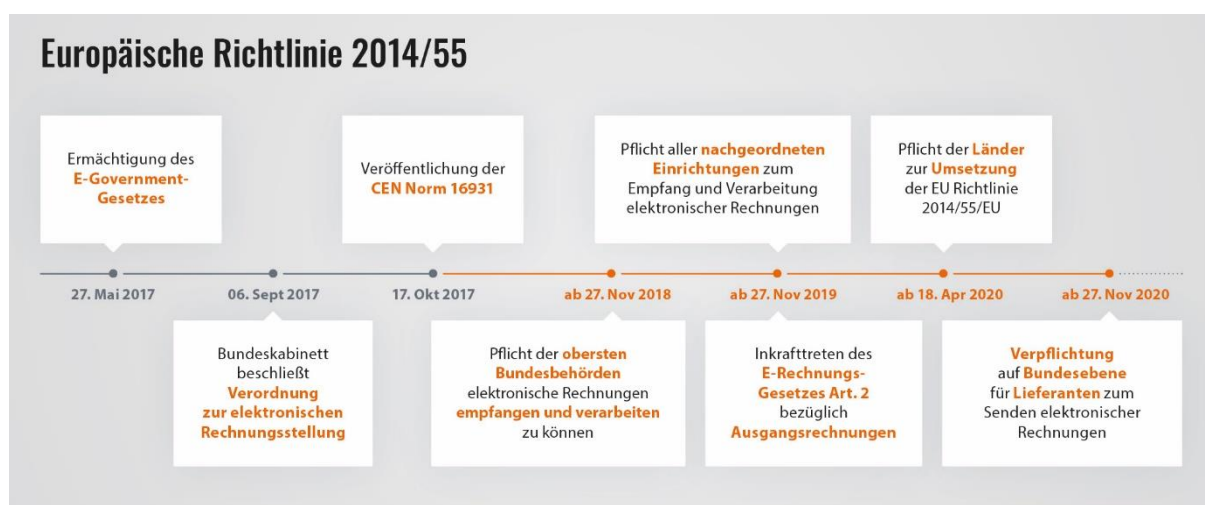 Europäische Richtlinie 2014/55
Ermächtigung des
E-Government-
Gesetzes
Veröffentlichung der
CEN Norm 16931
Pflicht aller nachgeordneten
Einrichtungen zum
Empfang und Verarbeitung
elektronischer Rechnungen
Pflicht der Länder
zur Umsetzung
der EU Richtlinie
2014/55/EU
27. Mai 2017
06. Sept 2017
17. Okt 2017
ab 27. Nov 2018
ab 27. Nov 2019
ab 18. Apr 2020
ab 27. Nov 2020
Bundeskabinett
beschließt
Verordnung
zur elektronischen
Rechnungsstellung
Pflicht der obersten
Bundesbehörden
elektronische Rechnungen
empfangen und verarbeiten
zu können
Inkrafttreten des
E-Rechnungs-
Gesetzes Art. 2
bezüglich
Ausgangsrechnungen
Verpflichtung
auf Bundesebene
für Lieferanten zum
Senden elektronischer
Rechnungen